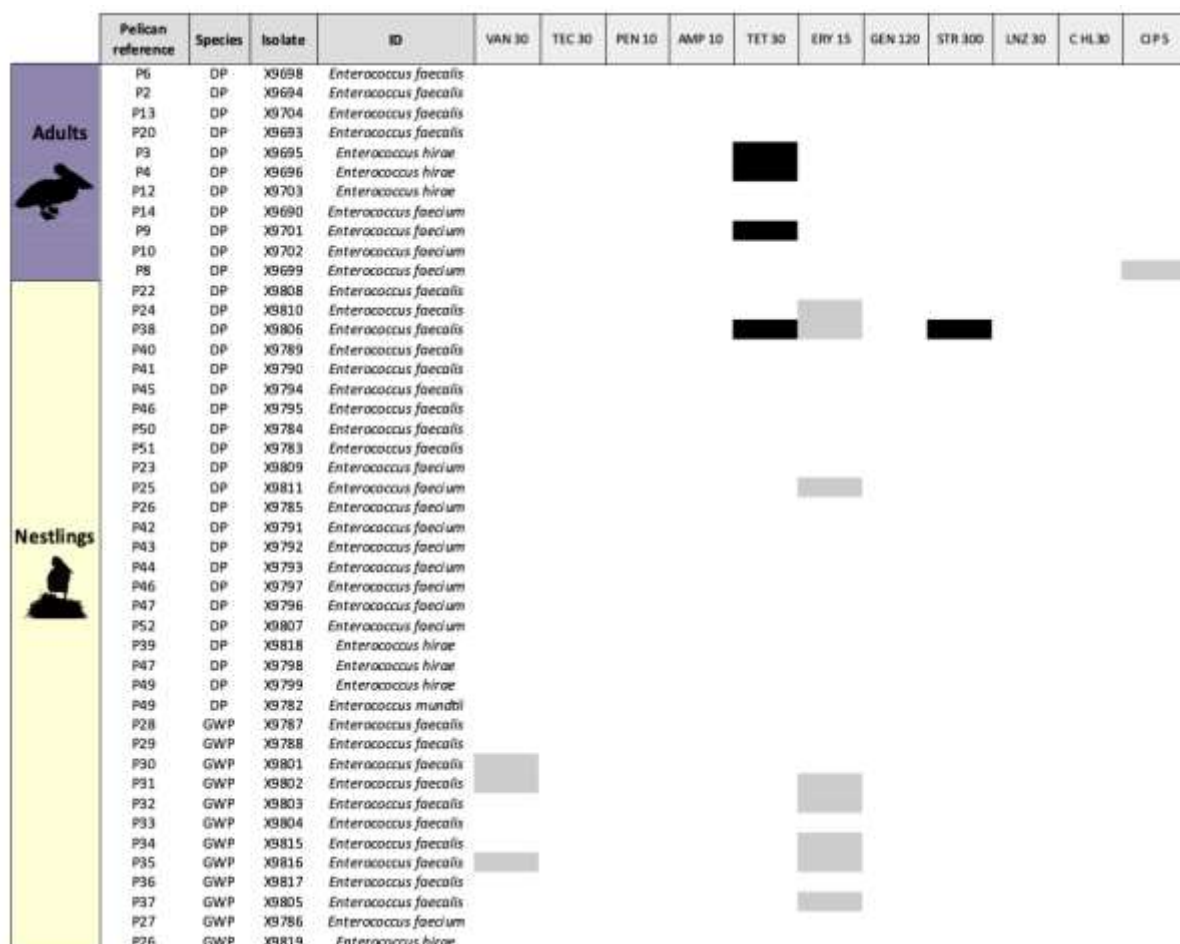 Pelican reference Species Isolate ID VAN 30 TEC 30 PEN 10 AMP 10 TET 30 ERY 15 GEN 120 STR 300 LNZ 30 CHL30 CIP 5
Adults
P6 DP X9698 Enterococcus faecalis
P2 DP X9694 Enterococcus faecalis
P13 DP X9704 Enterococcus faecalis
P20 DP X9693 Enterococcus faecalis
P3 DP X9695 Enterococcus hirae
P4 DP X9696 Enterococcus hirae
P12 DP X9703 Enterococcus hirae
P14 DP X9690 Enterococcus faecium
P9 DP X9701 Enterococcus faecium
P10 DP X9702 Enterococcus faecium
P8 DP X9699 Enterococcus faecium
Nestlings
P22 DP X9808 Enterococcus faecalis
P24 DP X9810 Enterococcus faecalis
P38 DP X9806 Enterococcus faecalis
P40 DP X9789 Enterococcus faecalis
P41 DP X9790 Enterococcus faecalis
P45 DP X9794 Enterococcus faecalis
P46 DP X9795 Enterococcus faecalis
P50 DP X9784 Enterococcus faecalis
P51 DP X9783 Enterococcus faecalis
P23 DP X9809 Enterococcus faecium
P25 DP X9811 Enterococcus faecium
P26 DP X9785 Enterococcus faecium
P42 DP X9791 Enterococcus faecium
P43 DP X9792 Enterococcus faecium
P44 DP X9793 Enterococcus faecium
P46 DP X9797 Enterococcus faecium
P47 DP X9796 Enterococcus faecium
P52 DP X9807 Enterococcus faecium
P39 DP X9818 Enterococcus hirae
P47 DP X9798 Enterococcus hirae
P49 DP X9799 Enterococcus hirae
P49 DP X9782 Enterococcus mundtii
P28 GWP X9787 Enterococcus faecalis
P29 GWP X9788 Enterococcus faecalis
P30 GWP X9801 Enterococcus faecalis
P31 GWP X9802 Enterococcus faecalis
P32 GWP X9803 Enterococcus faecalis
P33 GWP X9804 Enterococcus faecalis
P34 GWP X9815 Enterococcus faecalis
P35 GWP X9816 Enterococcus faecalis
P36 GWP X9817 Enterococcus faecalis
P37 GWP X9805 Enterococcus faecalis
P27 GWP X9786 Enterococcus faecium
P26 GWP X9819 Enterococcus hirae